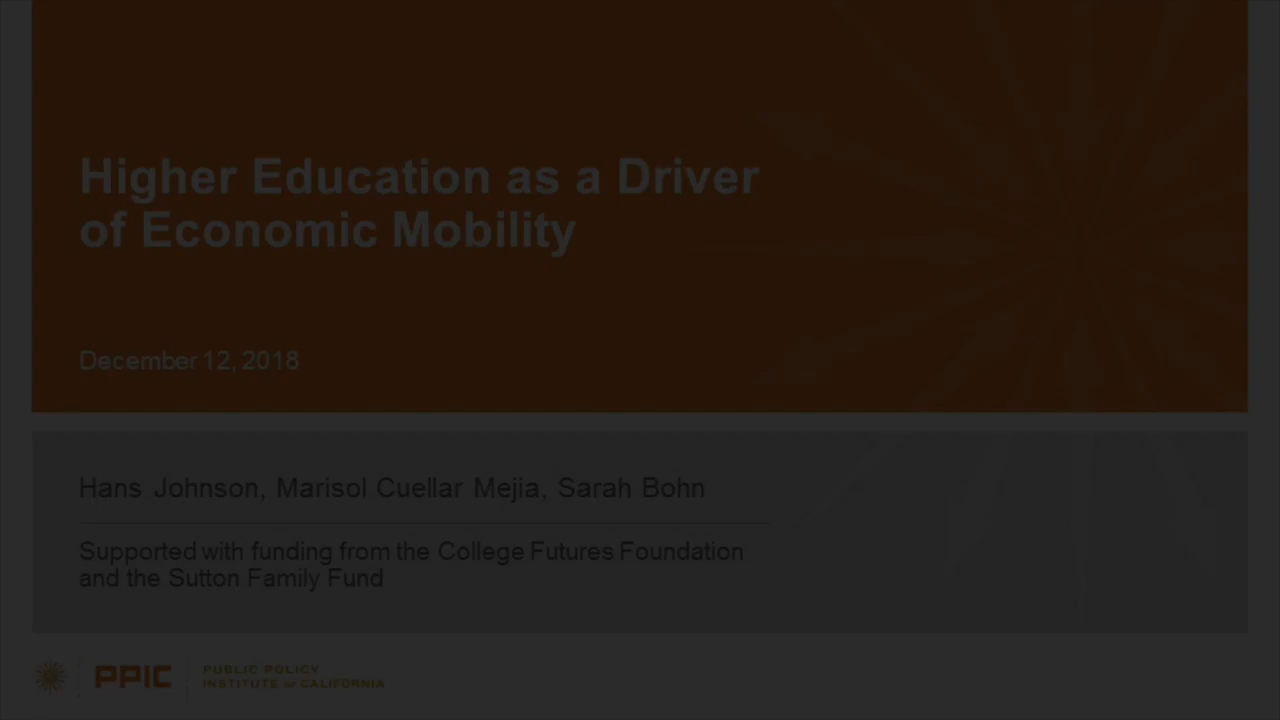 Higher Education as a Driver
of Economic Mobility
December 12, 2018
Hans Johnson, Marisol Cuellar Mejia, Sarah Bohn
Supported with funding from the College Futures Foundation
and the Sutton Family Fund
PPIC
PUBLIC POLICY
INSTITUTE OF CALIFORNIA